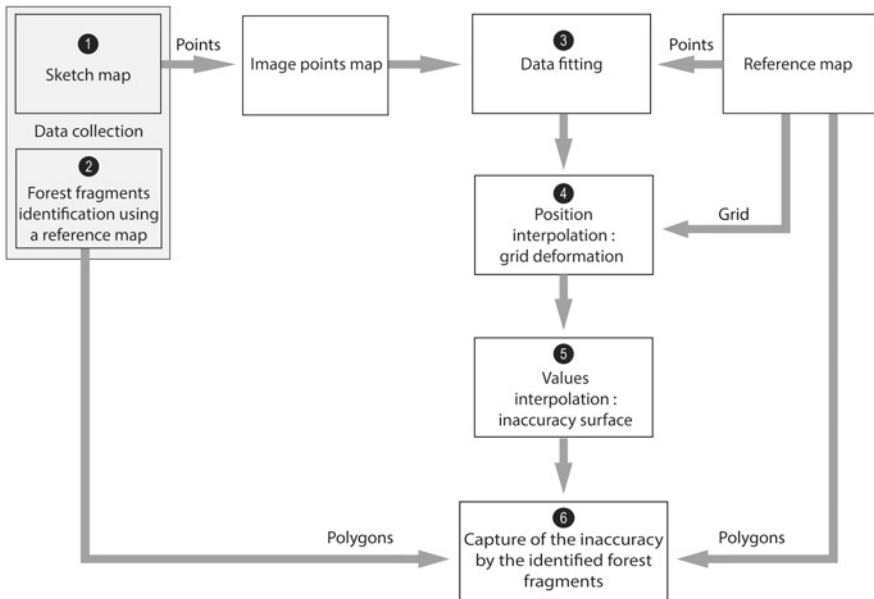 1
Sketch map
Points
Image points map
3
Data fitting
Points
Reference map
Data collection
2
Forest fragments
identification using
a reference map
4
Position
interpolation :
grid deformation
Grid
5
Values
interpolation :
inaccuracy surface
Polygons
6
Capture of the inaccuracy
by the identified forest
fragments
Polygons